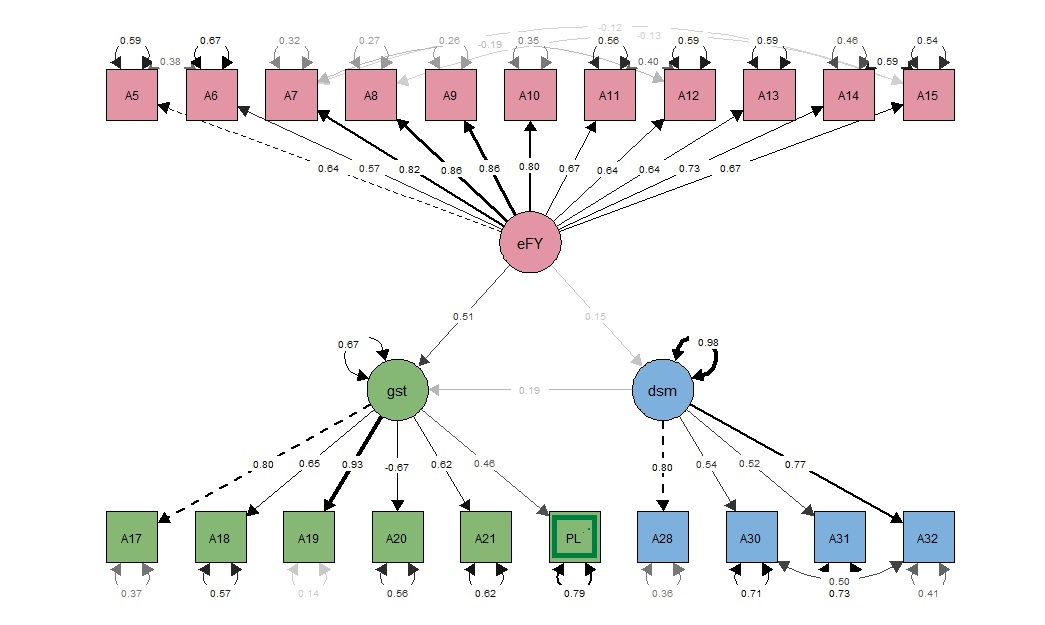 -0.12
0.59 0.67 0.32 0.27 0.26 -0.19 0.35 0.56 -0.13 0.59 0.59 0.46 0.54
0.38 0.40 0.59
A5 A6 A7 A8 A9 A10 A11 A12 A13 A14 A15
0.64 0.57 0.82 0.86 0.86 0.80 0.67 0.64 0.64 0.73 0.67
eFY
0.51 0.15
0.67 0.98
gst 0.19 dsm
0.80 0.65 0.93 -0.67 0.62 0.46 0.80 0.54 0.52 0.77
A17 A18 A19 A20 A21 PL A28 A30 A31 A32
0.50
0.37 0.57 0.14 0.56 0.62 0.79 0.36 0.71 0.73 0.41